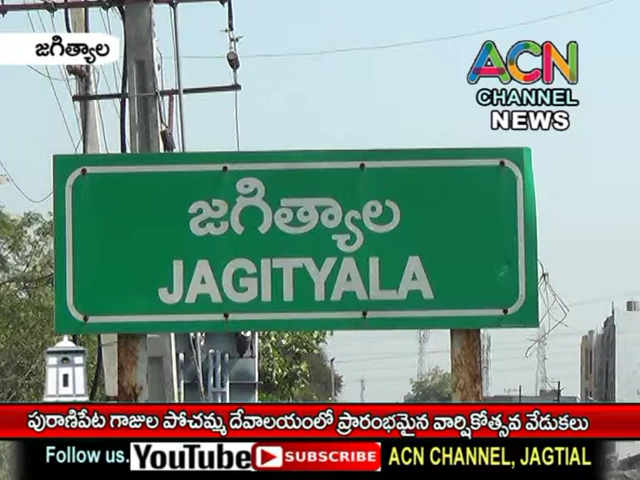 జగిత్యాల
ACN
CHANNEL
NEWS
జగిత్యాల
JAGITYALA
పురాణిపేట గాజుల పోచమ్మ దేవాలయంలో ప్రారంభమైన వార్షికోత్సవ వేడుకలు
Follow us. YouTube SUBSCRIBE ACN CHANNEL, JAGTIAL